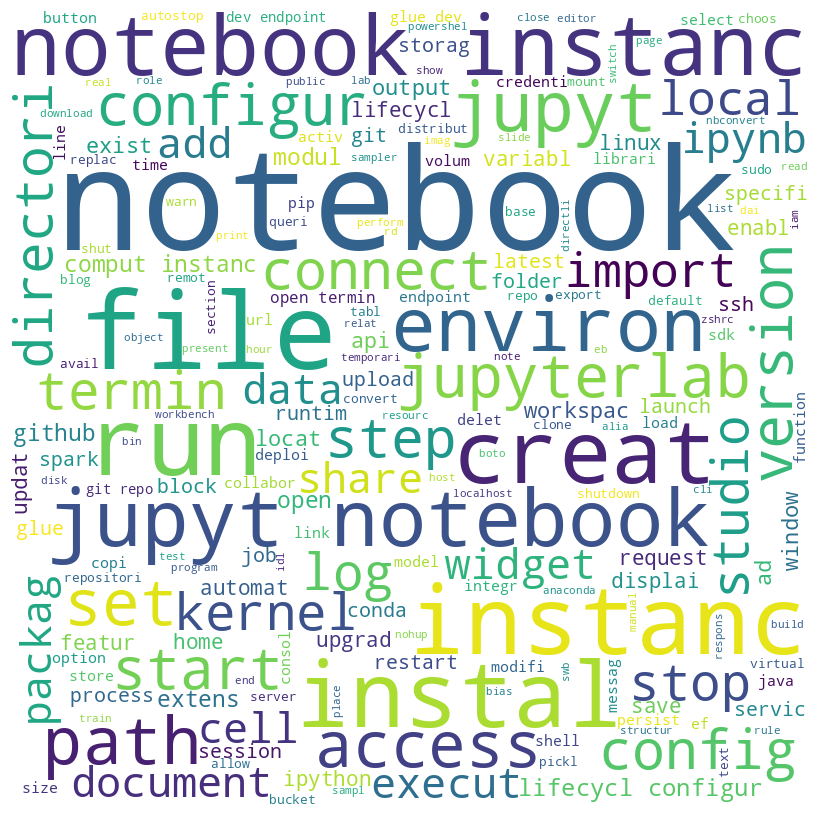 button
autostop
dev endpoint
glue dev
powershel
close
editor
select
choos
notebook instanc
storag
page
switch
real
role
public
lab
show
credenti
mount
output
download
directori
configur
jupyt
local
lifecycl
line
exist
add
git
distribut
nbconvert
ipynb
activ
imag
slide
linux
replac
time
modul
sampler
volum
variabl
librari
sudo
read
notebook
warn
pip
queri
base
directli
specifi
list
dai
iam
print
perform
rd
enabl
shut
comput instanc
connect
latest
import
version
blog
remot
section
open termin
endpoint
folder
repo
export
default
ssh
zshrc
file
url
tabl
relat
api
environ
sdk
object
present
hour
temporari
note
eb
avail
termin
data
upload
jupyterlab
workbench
convert
resourc
runtim
workspac
launch
function
github
run
locat
step
creat
clone
alia
load
studio
delet
bin
deploi
spark
block
collabor
share
host
boto
cli
window
updat
disk
git repo
open
localhost
shutdown
glue
jupyt notebook
link
test
program
idl
job
log
model
widget
request
ad
copi
repositori
automat
integr
displai
anaconda
packag
set
kernel
conda
instanc
manual
build
respons
featur
home
consol
upgrad
nohup
option
start
restart
modifi
swb
messag
virtual
store
instal
stop
java
process
extens
bias
save
servic
end
server
place
persist
ef
train
structur
rule
path
cell
access
shell
config
session
pickl
text
allow
size
document
ipython
execut
lifecycl configur
bucket
sampl